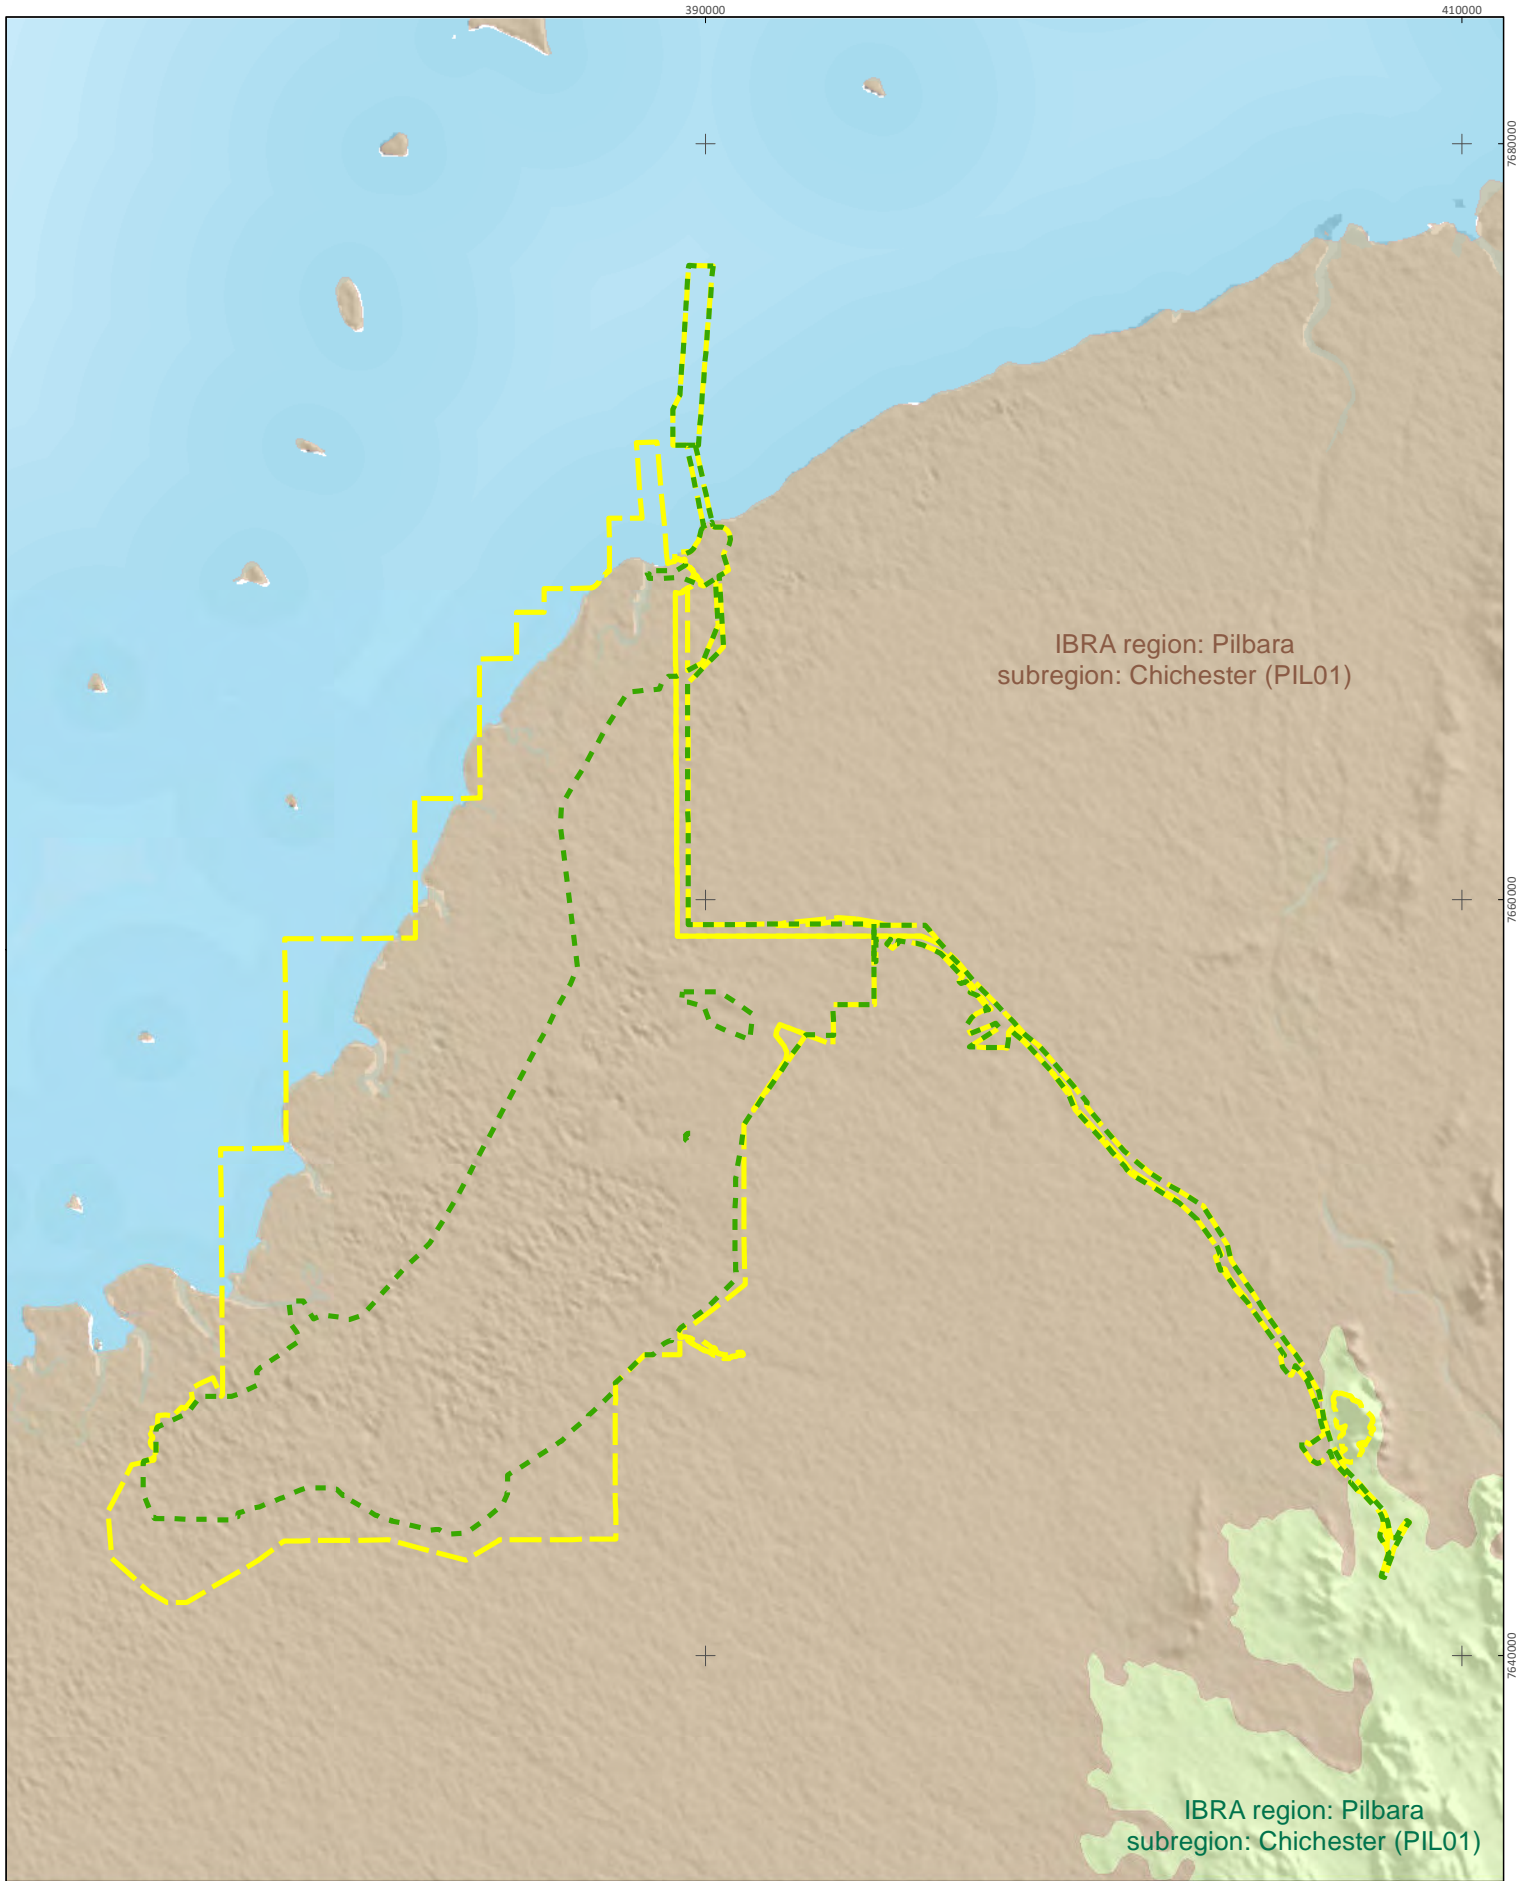 390000
410000
7680000
IBRA region: Pilbara
subregion: Chichester (PIL01)
7660000
7640000
IBRA region: Pilbara
subregion: Chichester (PIL01)